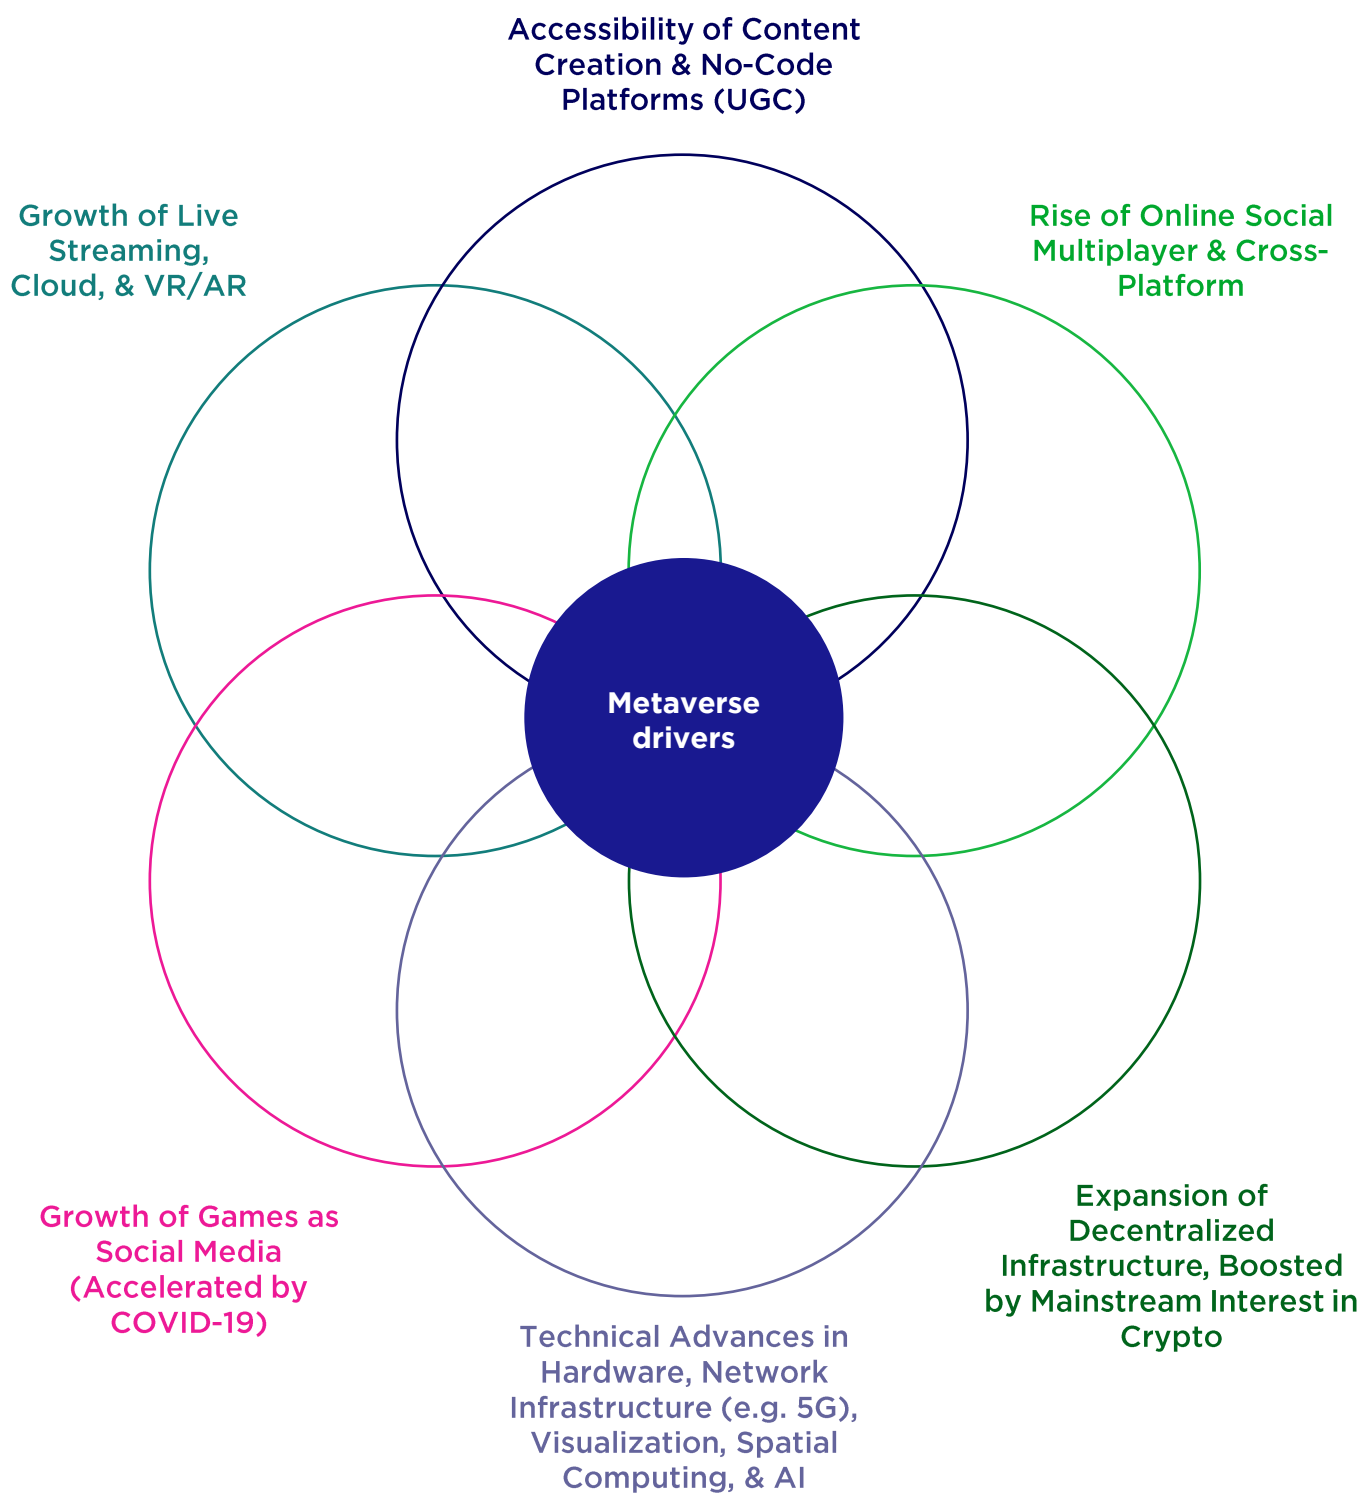 Accessibility of Content
Creation & No-Code
Platforms (UGC)
Growth of Live
Streaming,
Cloud, & VR/AR
Rise of Online Social
Multiplayer & Cross-
Platform
Metaverse
drivers
Growth of Games as
Social Media
(Accelerated by
COVID-19)
Expansion of
Decentralized
Infrastructure, Boosted
by Mainstream Interest in
Crypto
Technical Advances in
Hardware, Network
Infrastructure (e.g. 5G),
Visualization, Spatial
Computing, & AI